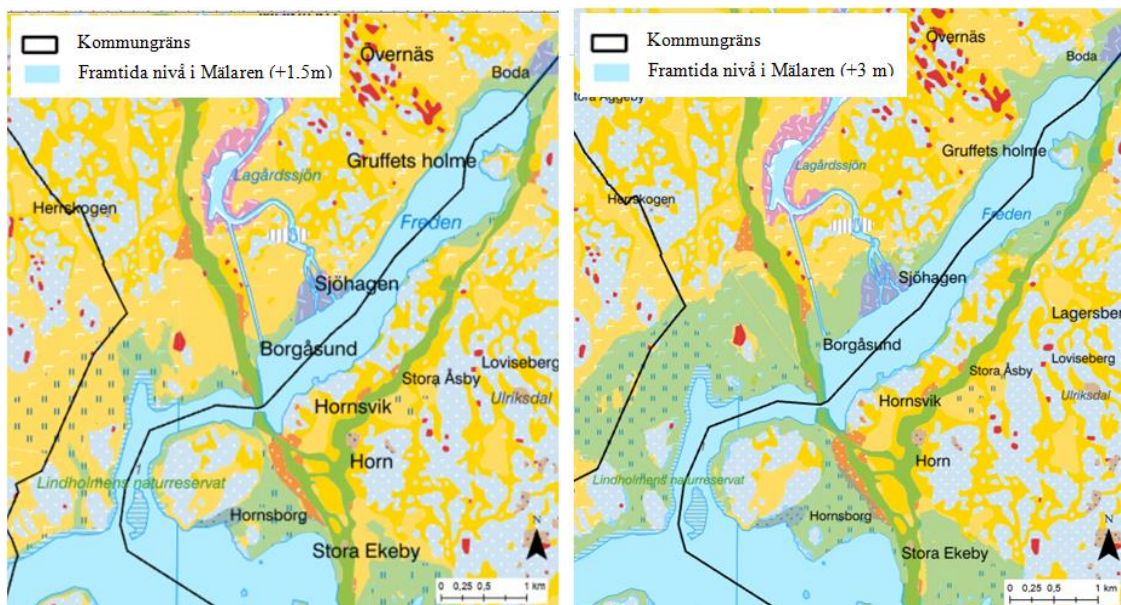 Kommungräns
Framtida nivå i Mälaren (+1.5m)
Övernäs
Boda
Gruffets holme
Lagårdssjön
Herrskogen
Freden
Sjöhagen
Borgåsund
Loviseberg
Stora Åsby
Ulriksdal
Hornsvik
Horn
Lindholmens naturreservat
Hornsborg
Stora Ekeby
N
0 0,25 0,5 1 km
Kommungräns
Framtida nivå i Mälaren (+3 m)
Övernäs
Boda
Stora Åggeby
Gruffets holme
Lagårdssjön
Herrskogen
Freden
Sjöhagen
Lagersber
Borgåsund
Loviseberg
Stora Åsby
Ulriksdal
Hornsvik
Horn
Lindholmens naturreservat
Hornsborg
Stora Ekeby
N
0 0,25 0,5 1 km